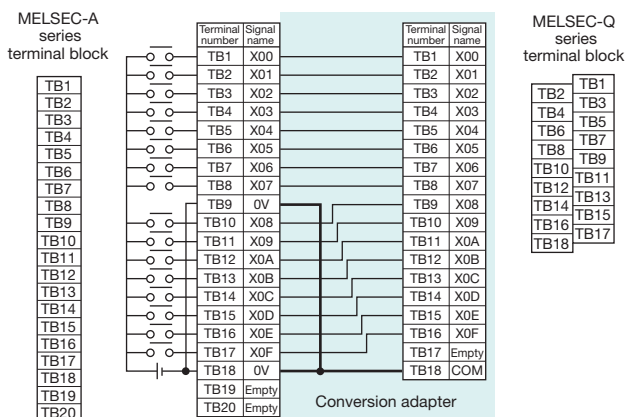 MELSEC-A
series
terminal block
TB1
TB2
TB3
TB4
TB5
TB6
TB7
TB8
TB9
TB10
TB11
TB12
TB13
TB14
TB15
TB16
TB17
TB18
TB19
TB20
Terminal number Signal name
TB1 X00
TB2 X01
TB3 X02
TB4 X03
TB5 X04
TB6 X05
TB7 X06
TB8 X07
TB9 0V
TB10 X08
TB11 X09
TB12 X0A
TB13 X0B
TB14 X0C
TB15 X0D
TB16 X0E
TB17 X0F
TB18 0V
TB19 Empty
TB20 Empty
Terminal number Signal name
TB1 X00
TB2 X01
TB3 X02
TB4 X03
TB5 X04
TB6 X05
TB7 X06
TB8 X07
TB9 X08
TB10 X09
TB11 X0A
TB12 X0B
TB13 X0C
TB14 X0D
TB15 X0E
TB16 X0F
TB17 Empty
TB18 COM
Conversion adapter
MELSEC-Q
series
terminal block
TB1
TB2
TB3
TB4
TB5
TB6
TB7
TB8
TB9
TB10
TB11
TB12
TB13
TB14
TB15
TB16
TB17
TB18